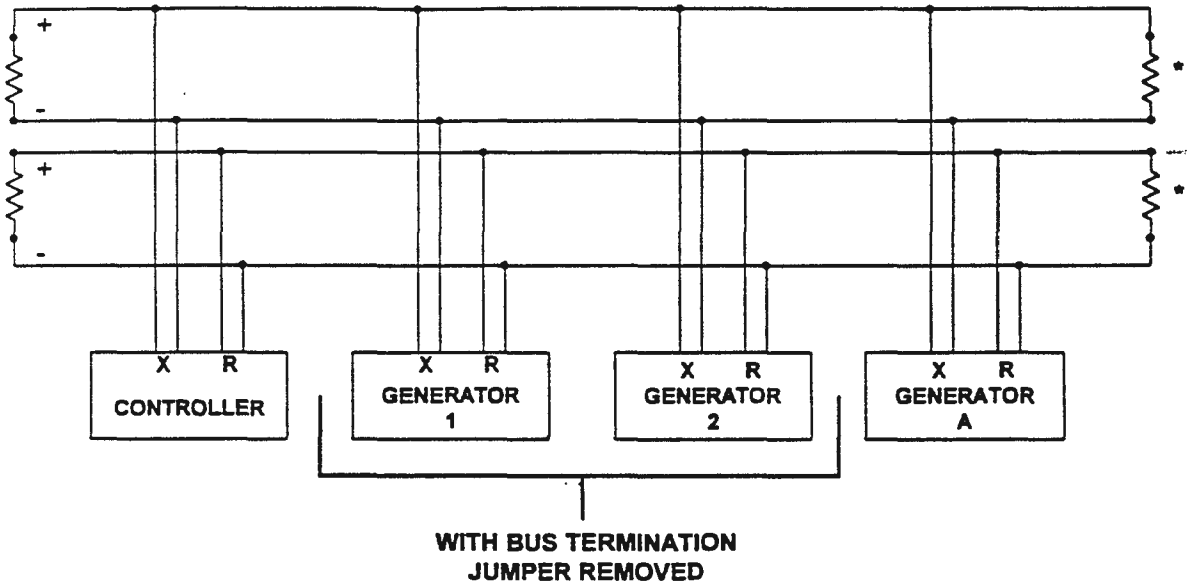 +
*
-
+
*
-
X R
CONTROLLER
X R
GENERATOR
1
X R
GENERATOR
2
X R
GENERATOR
A
WITH BUS TERMINATION
JUMPER REMOVED